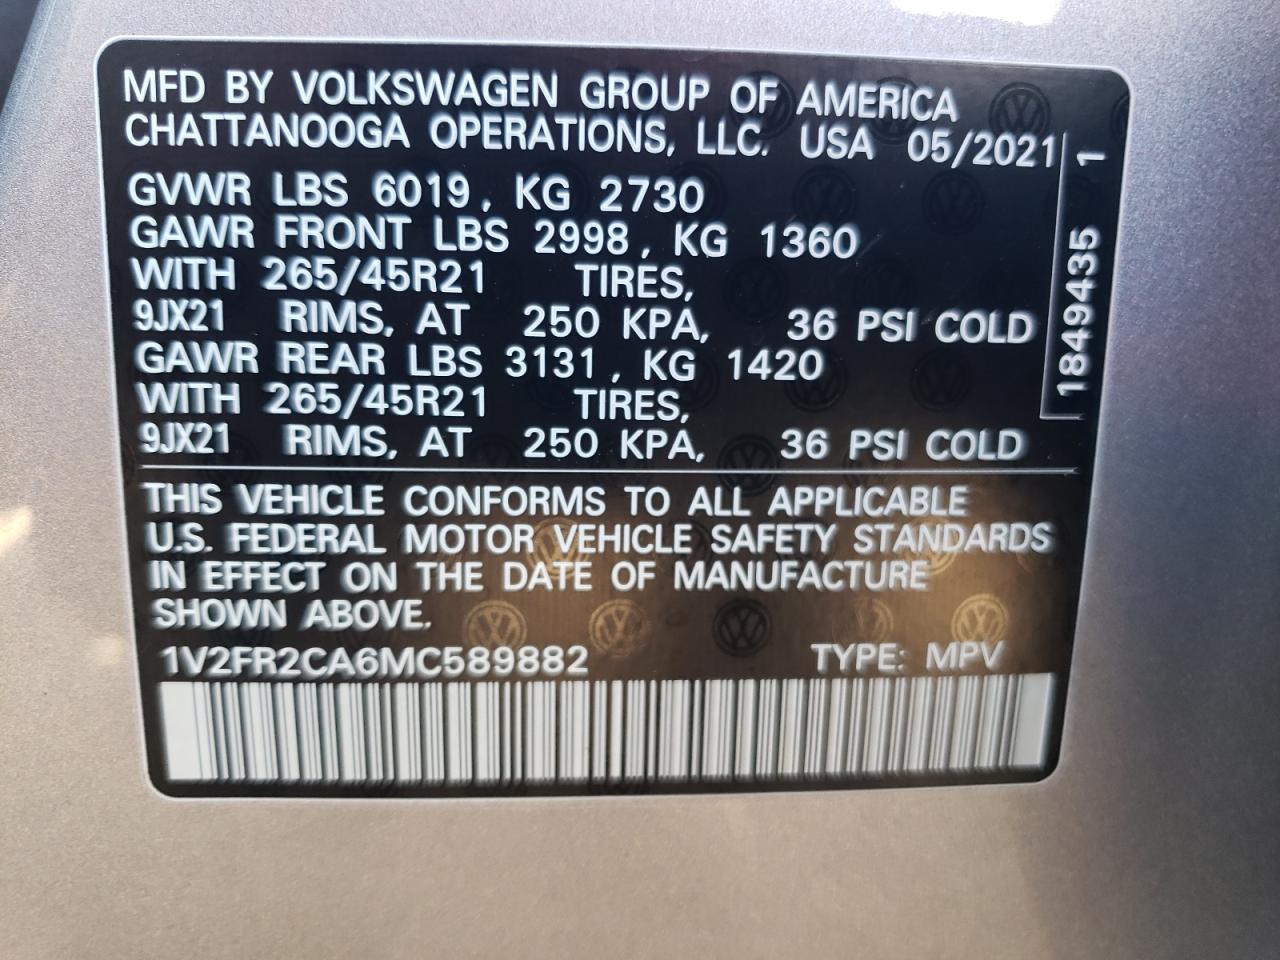 MFD BY VOLKSWAGEN GROUP OF AMERICA
CHATTANOOGA OPERATIONS, LLC. USA 05/2021
GVWR LBS 6019, KG 2730
GAWR FRONT LBS 2998, KG 1360
WITH 265/45R21 TIRES,
9JX21 RIMS, AT 250 KPA, 36 PSI COLD
GAWR REAR LBS 3131, KG 1420
WITH 265/45R21 TIRES,
9JX21 RIMS, AT 250 KPA, 36 PSI COLD
1849435 1
THIS VEHICLE CONFORMS TO ALL APPLICABLE
U.S. FEDERAL MOTOR VEHICLE SAFETY STANDARDS
IN EFFECT ON THE DATE OF MANUFACTURE
SHOWN ABOVE.
1V2FR2CA6MC589882 TYPE: MPV